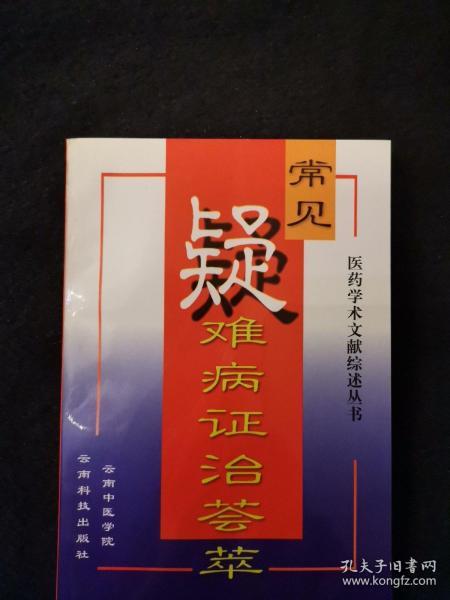 常见
疑难病证治荟萃
医药学术文献综述丛书
云南中医学院
云南科技出版社
孔夫子旧书网
www.kongfz.com